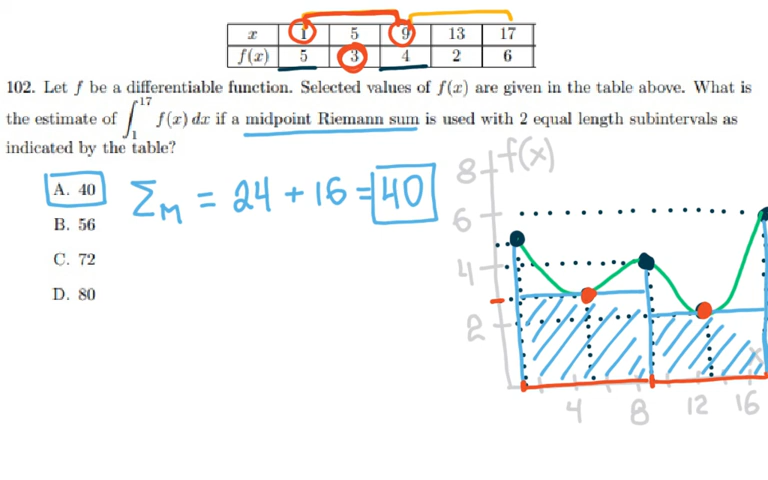 x 1 5 9 13 17
f(x) 5 3 4 2 6
102. Let f be a differentiable function. Selected values of f(x) are given in the table above. What is
the estimate of ∫₁¹⁷ f(x) dx if a midpoint Riemann sum is used with 2 equal length subintervals as
indicated by the table?
A. 40
B. 56
C. 72
D. 80
Σ_M = 24 + 16 = 40
f(x)
8
6
4
2
4 8 12 16
x